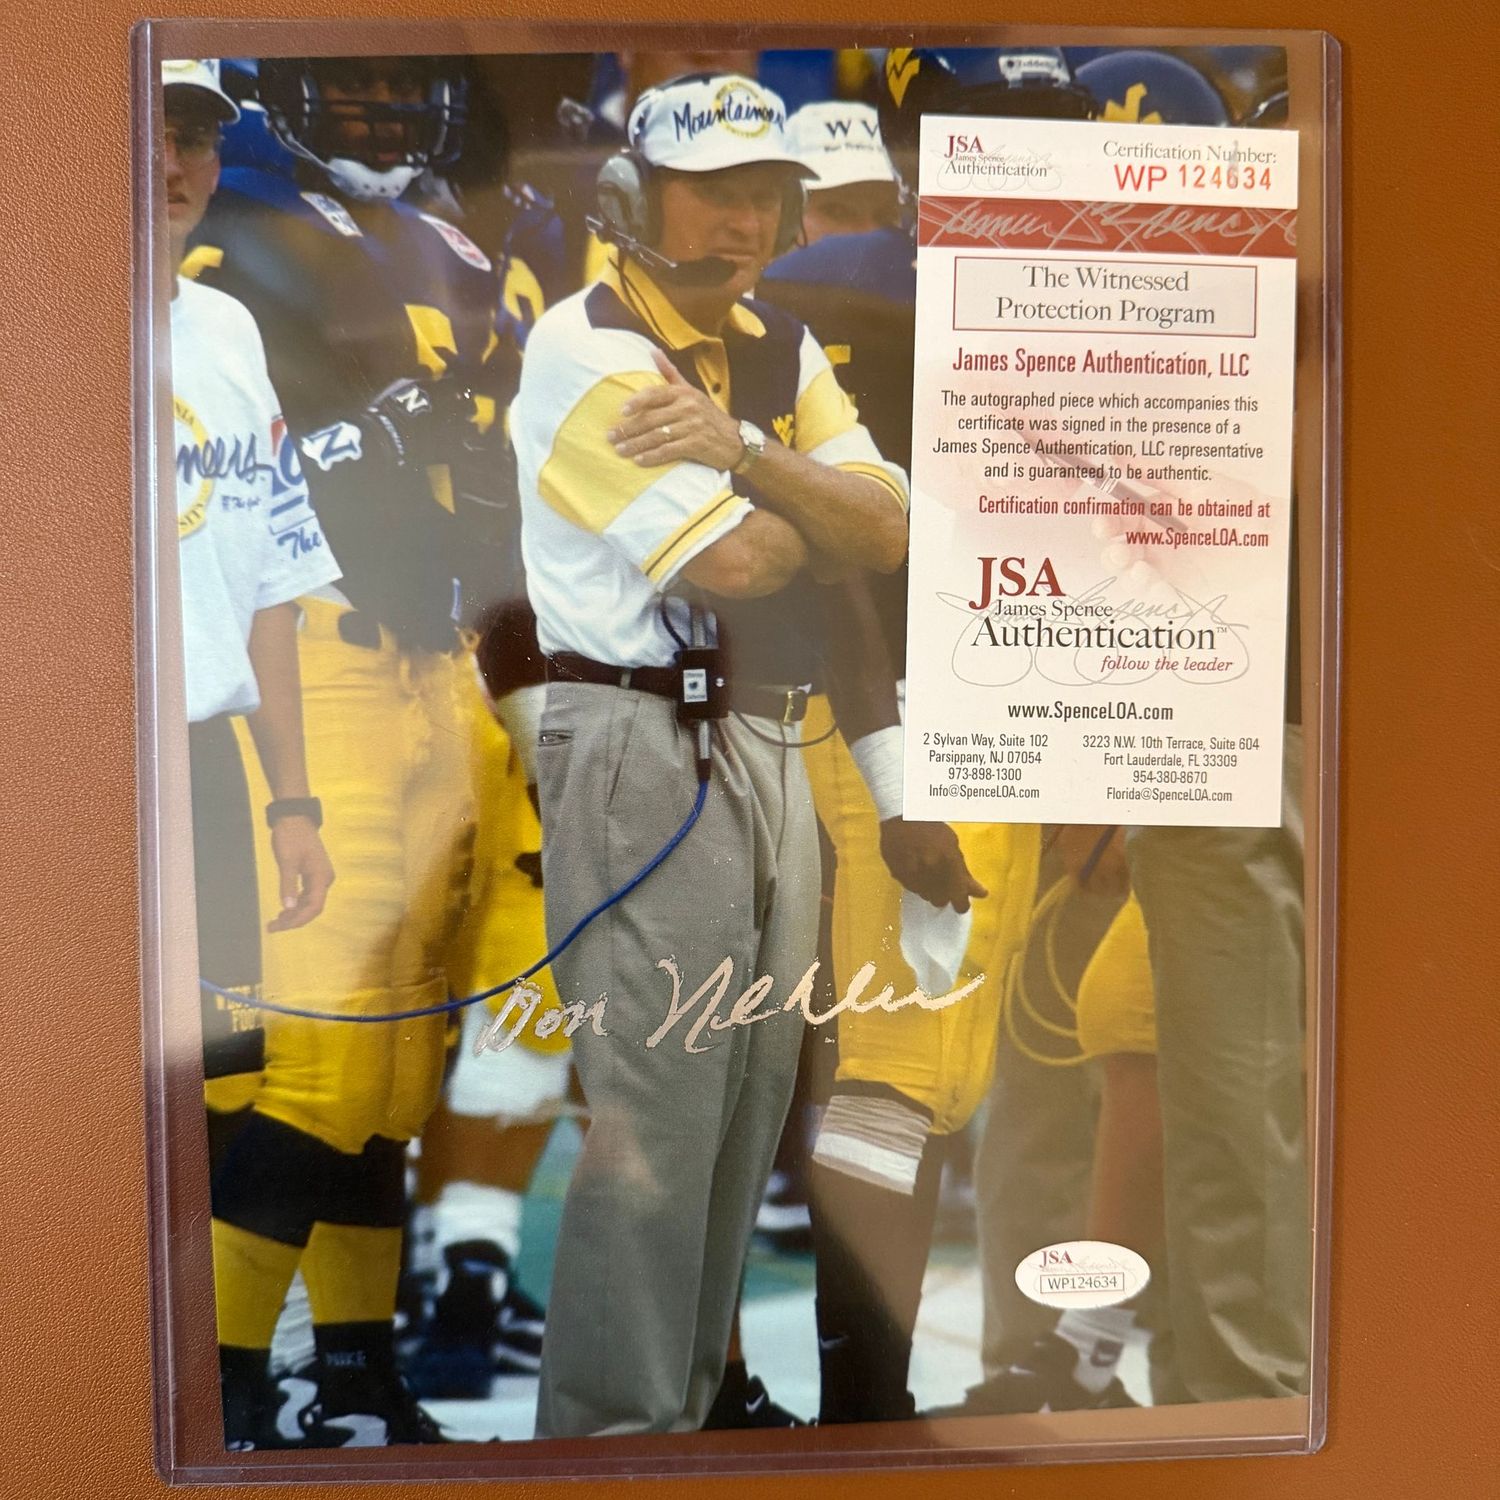 Mountaineers
WV
JSA
James Spence
Authentication
Certification Number:
WP 124634
The Witnessed
Protection Program
James Spence Authentication, LLC
The autographed piece which accompanies this
certificate was signed in the presence of a
James Spence Authentication, LLC representative
and is guaranteed to be authentic.
Certification confirmation can be obtained at
www.SpenceLOA.com
JSA
James Spence
Authentication™
follow the leader
www.SpenceLOA.com
2 Sylvan Way, Suite 102
Parsippany, NJ 07054
973-898-1300
Info@SpenceLOA.com
3223 N.W. 10th Terrace, Suite 604
Fort Lauderdale, FL 33309
954-380-8670
Florida@SpenceLOA.com
neers
The
N
N
Don Nehlen
JSA
WP124634
NIKE